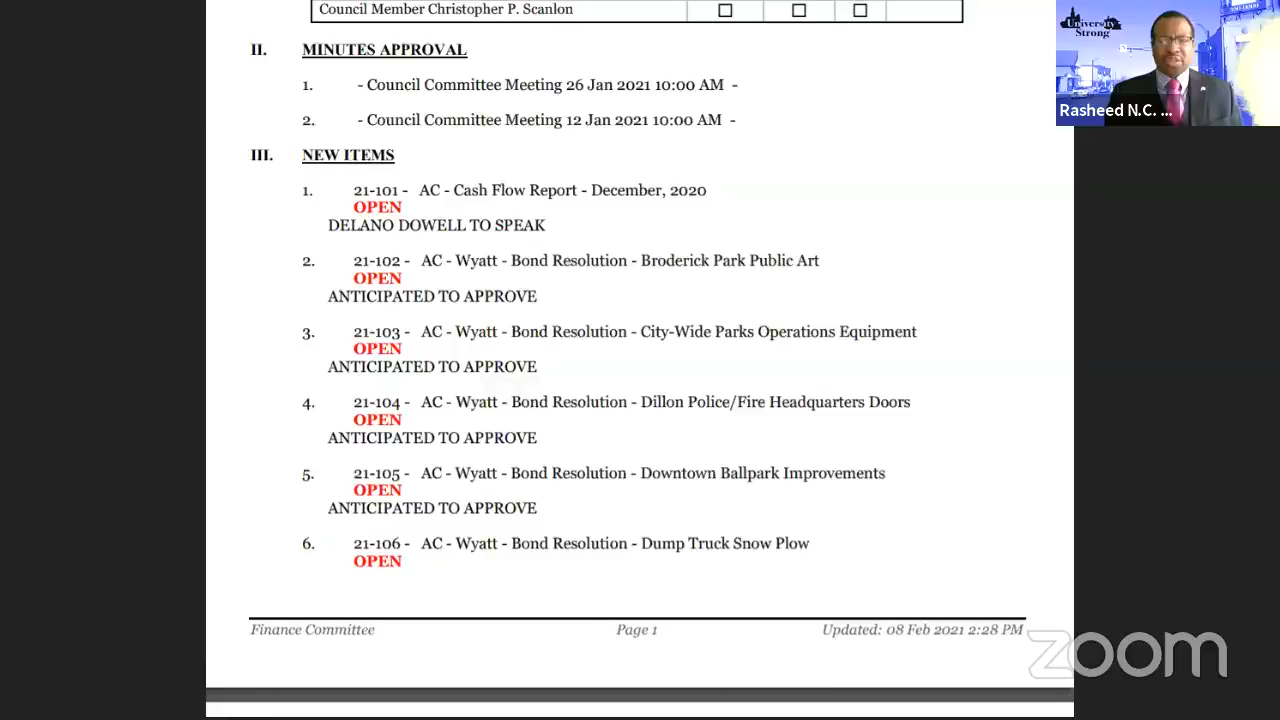 Council Member Christopher P. Scanlon
II. MINUTES APPROVAL
1. - Council Committee Meeting 26 Jan 2021 10:00 AM -
2. - Council Committee Meeting 12 Jan 2021 10:00 AM -
III. NEW ITEMS
1. 21-101 - AC - Cash Flow Report - December, 2020
OPEN
DELANO DOWELL TO SPEAK
2. 21-102 - AC - Wyatt - Bond Resolution - Broderick Park Public Art
OPEN
ANTICIPATED TO APPROVE
3. 21-103 - AC - Wyatt - Bond Resolution - City-Wide Parks Operations Equipment
OPEN
ANTICIPATED TO APPROVE
4. 21-104 - AC - Wyatt - Bond Resolution - Dillon Police/Fire Headquarters Doors
OPEN
ANTICIPATED TO APPROVE
5. 21-105 - AC - Wyatt - Bond Resolution - Downtown Ballpark Improvements
OPEN
ANTICIPATED TO APPROVE
6. 21-106 - AC - Wyatt - Bond Resolution - Dump Truck Snow Plow
OPEN
Finance Committee Page 1 Updated: 08 Feb 2021 2:28 PM
University
Strong
Rasheed N.C. ...
zoom